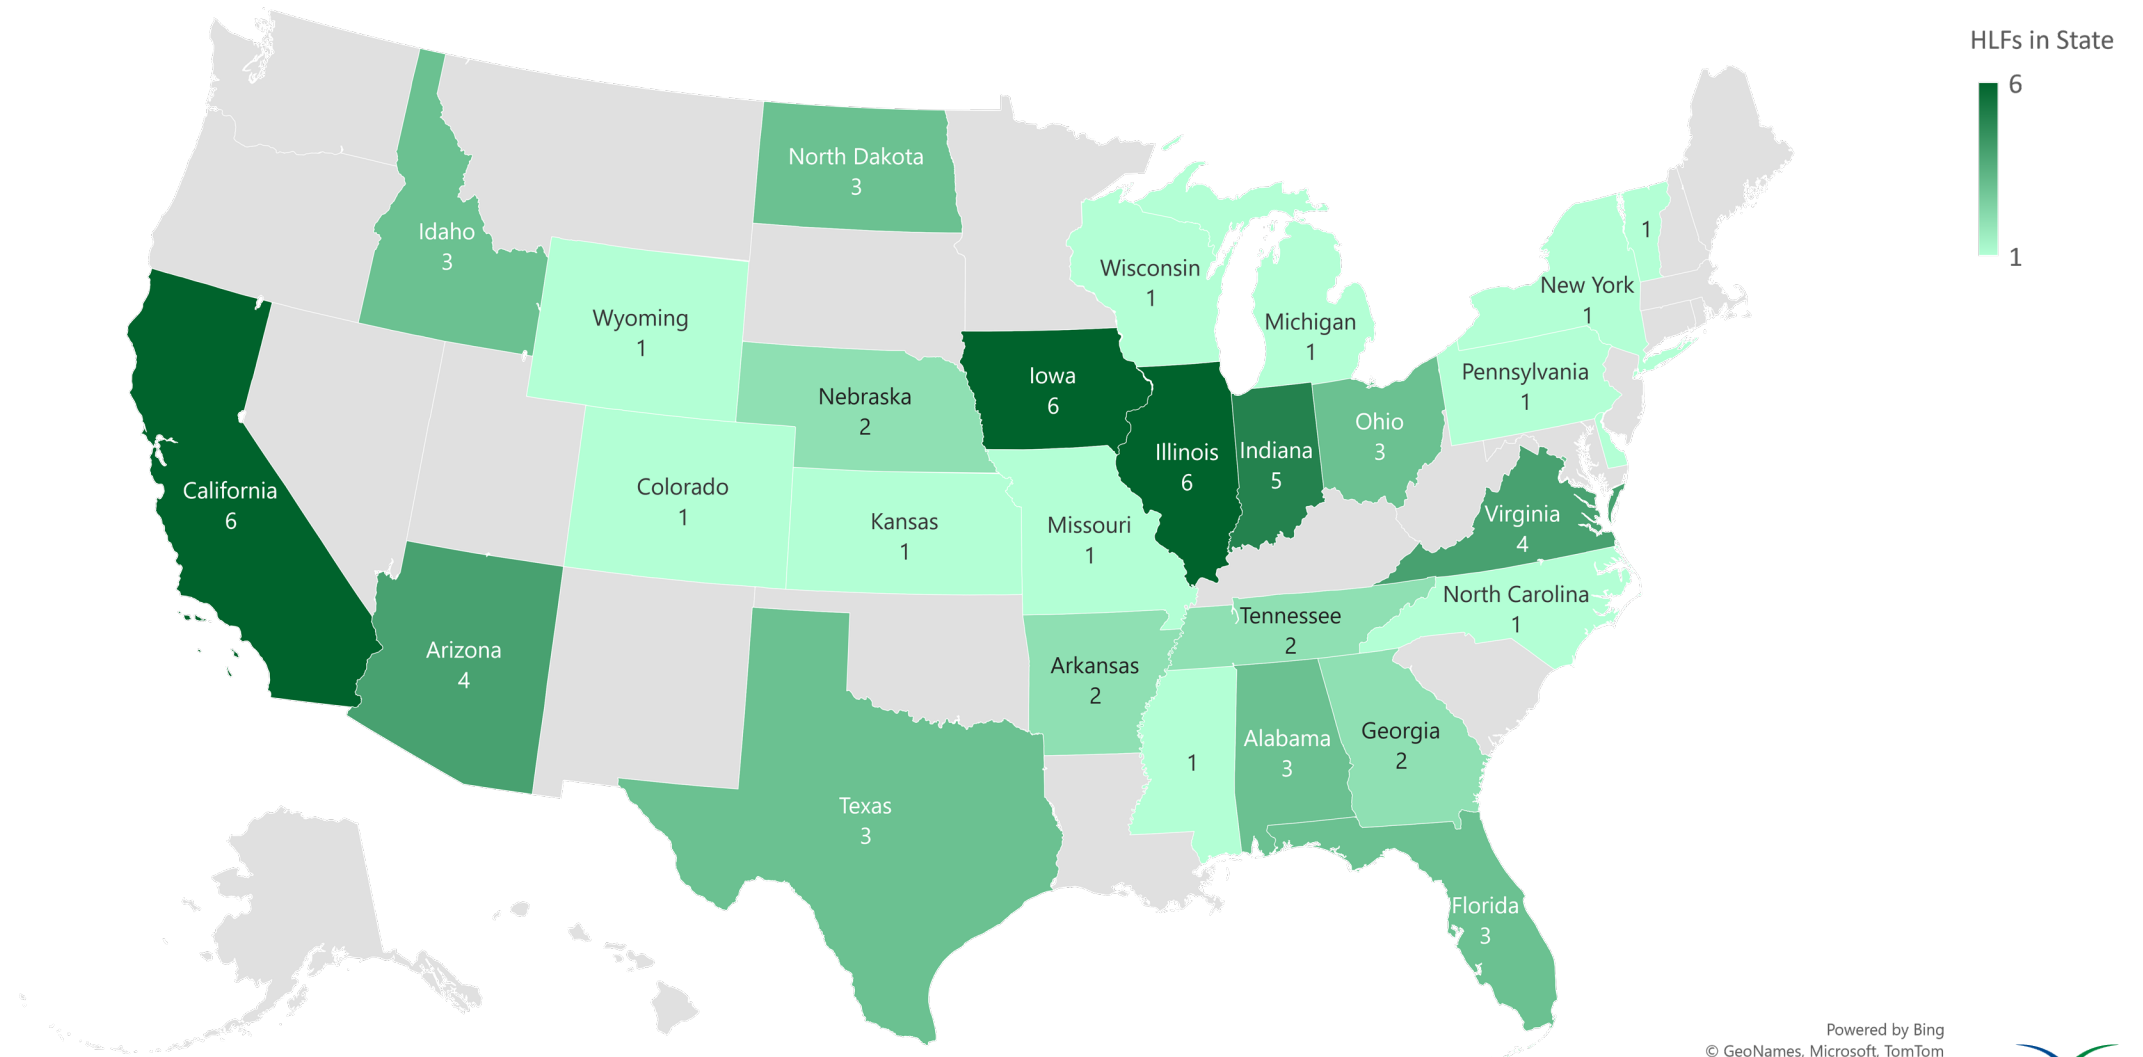 HLFs in State
6
1
North Dakota
3
Idaho
3
1
Wisconsin
1
New York
1
Wyoming
1
Michigan
1
Iowa
6
Pennsylvania
1
Nebraska
2
Ohio
3
Illinois
6
Indiana
5
California
6
Colorado
1
Kansas
1
Missouri
1
Virginia
4
North Carolina
1
Tennessee
2
Arizona
4
Arkansas
2
1
Alabama
3
Georgia
2
Texas
3
Florida
3
Powered by Bing
© GeoNames, Microsoft, TomTom